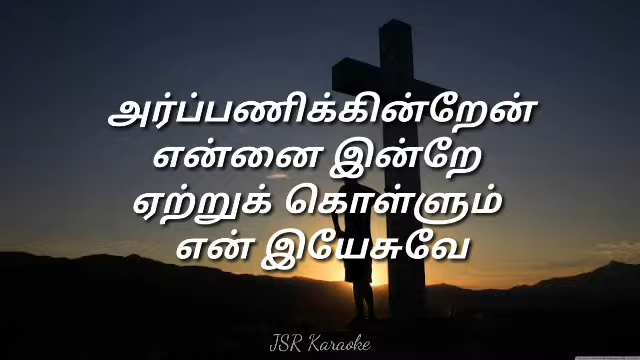 அர்ப்பணிக்கின்றேன்
என்னை இன்றே
ஏற்றுக் கொள்ளும்
என் இயேசுவே
JSR Karaoke